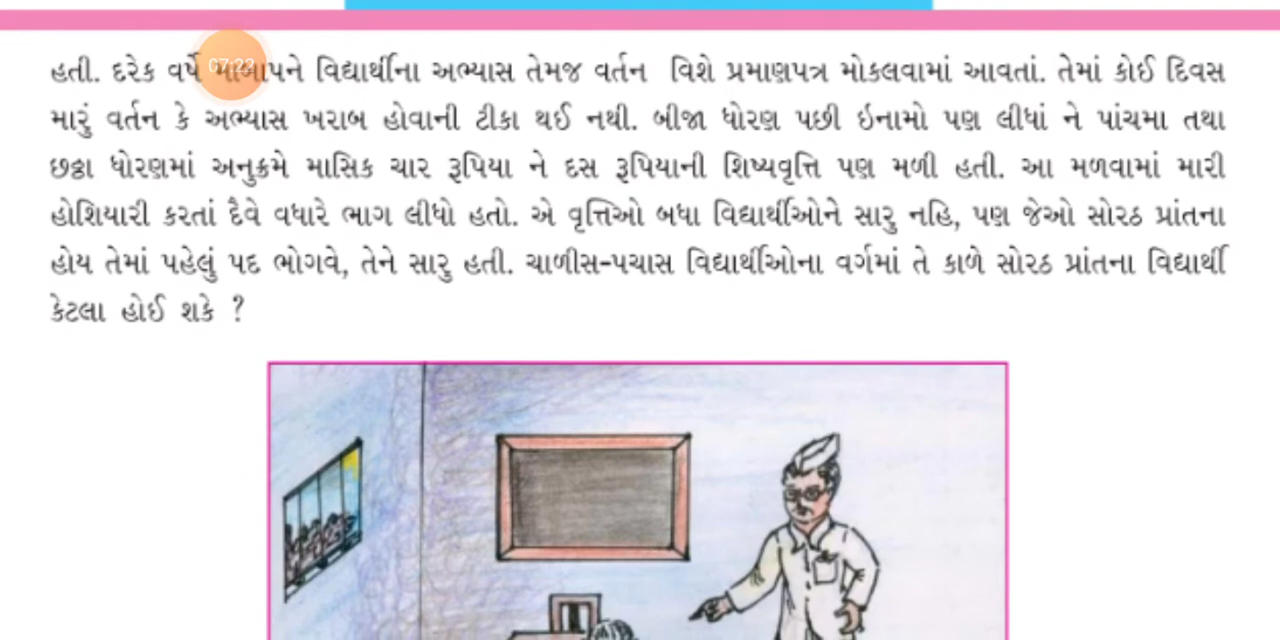 હતી. દરેક વર્ષે માબાપને વિદ્યાર્થીના અભ્યાસ તેમજ વર્તન વિશે પ્રમાણપત્ર મોકલવામાં આવતાં. તેમાં કોઈ દિવસ
07:22
મારું વર્તન કે અભ્યાસ ખરાબ હોવાની ટીકા થઈ નથી. બીજા ધોરણ પછી ઇનામો પણ લીધાં ને પાંચમા તથા
છઠ્ઠા ધોરણમાં અનુક્રમે માસિક ચાર રૂપિયા ને દસ રૂપિયાની શિષ્યવૃત્તિ પણ મળી હતી. આ મળવામાં મારી
હોશિયારી કરતાં દૈવે વધારે ભાગ લીધો હતો. એ વૃત્તિઓ બધા વિદ્યાર્થીઓને સારુ નહિ, પણ જેઓ સોરઠ પ્રાંતના
હોય તેમાં પહેલું પદ ભોગવે, તેને સારુ હતી. ચાળીસ-પચાસ વિદ્યાર્થીઓના વર્ગમાં તે કાળે સોરઠ પ્રાંતના વિદ્યાર્થી
કેટલા હોઈ શકે ?